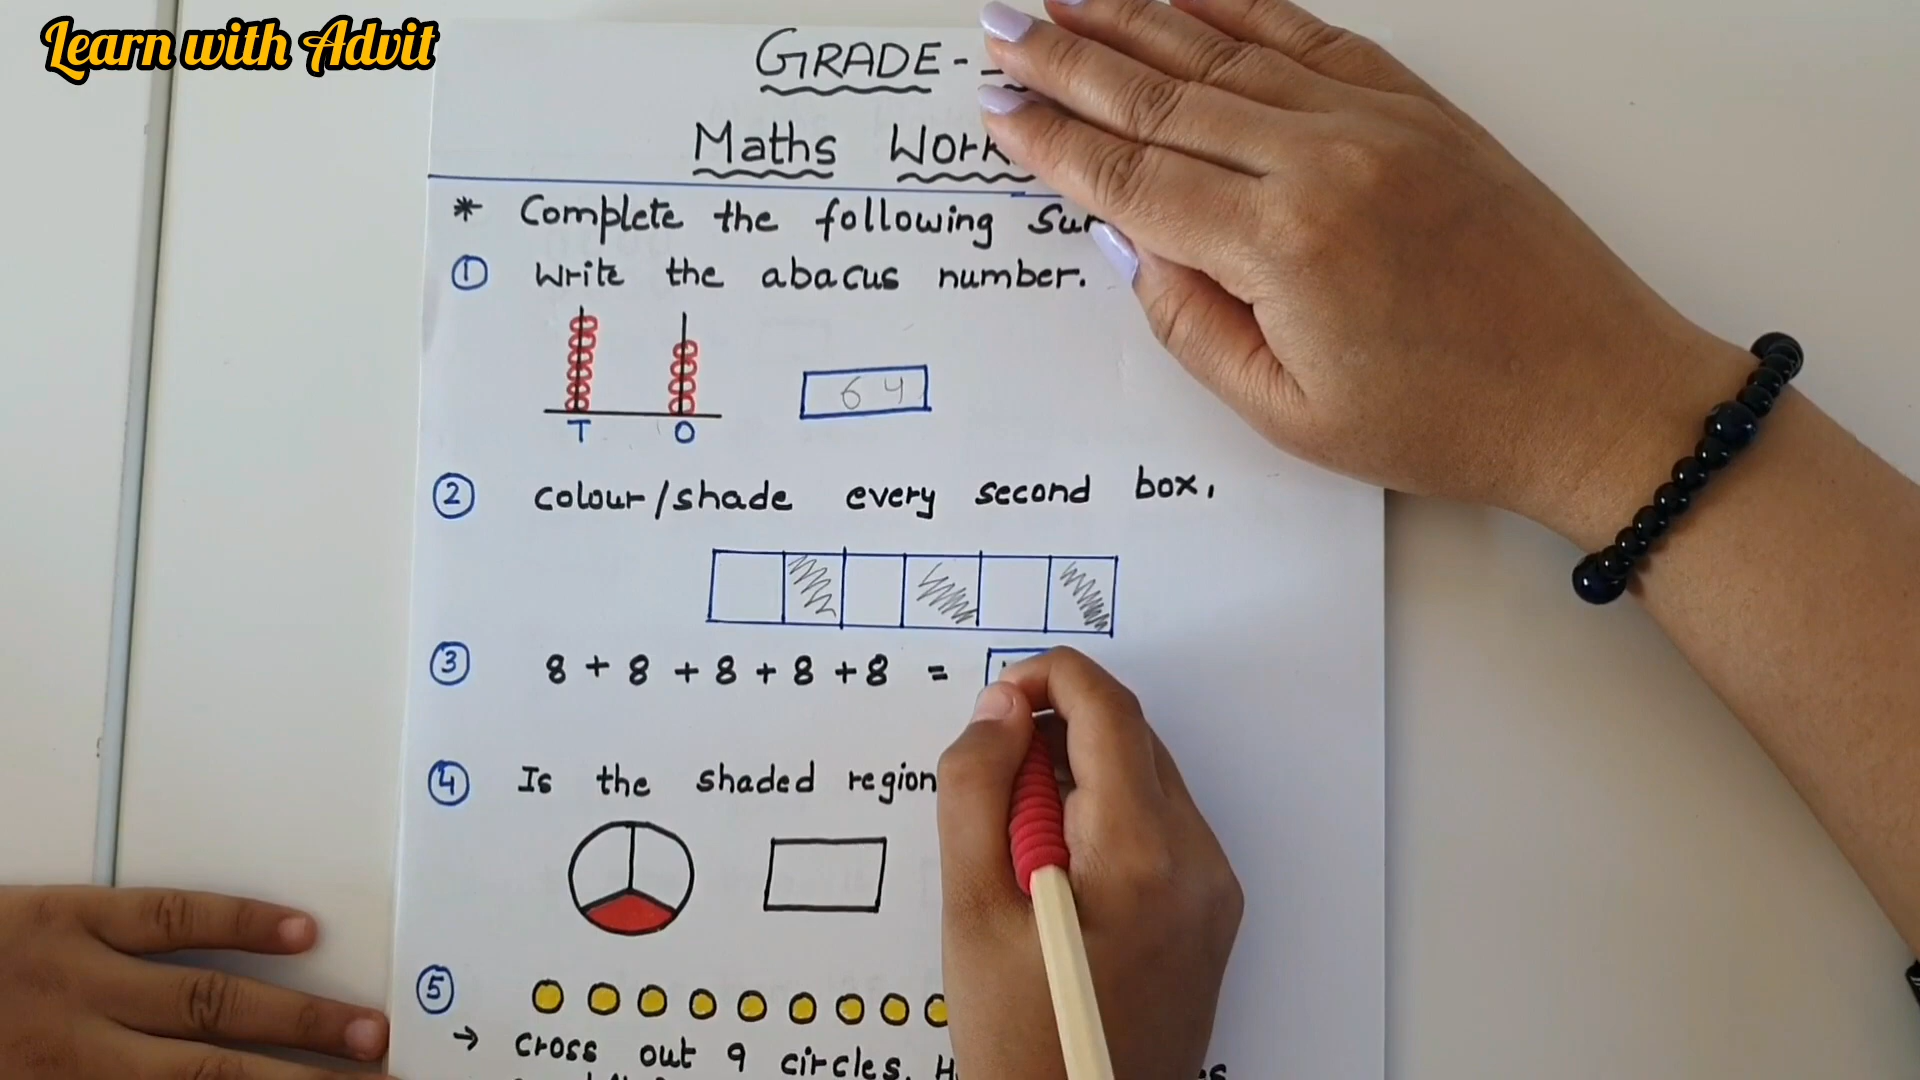 Learn with Advit
GRADE -
Maths
* Complete the following
① Write the abacus number.
64
T O
② colour/shade every second box.
③ 8 + 8 + 8 + 8 + 8 =
④ Is the shaded region
⑤
→ cross out 9 circles.